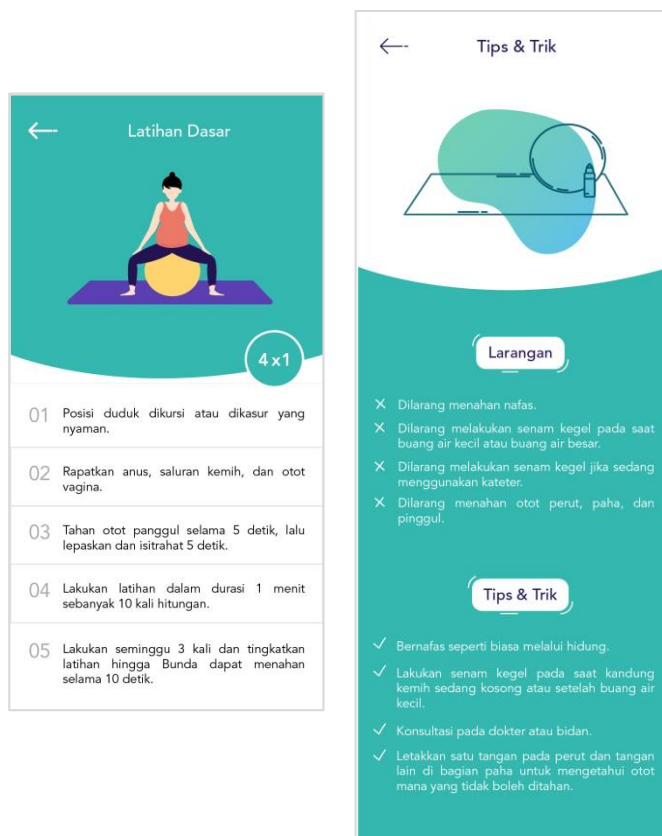 Latihan Dasar
4x1
01 Posisi duduk dikursi atau dikasur yang
nyaman.
02 Rapatkan anus, saluran kemih, dan otot
vagina.
03 Tahan otot panggul selama 5 detik, lalu
lepaskan dan isitrahat 5 detik.
04 Lakukan latihan dalam durasi 1 menit
sebanyak 10 kali hitungan.
05 Lakukan seminggu 3 kali dan tingkatkan
latihan hingga Bunda dapat menahan
selama 10 detik.
Tips & Trik
Larangan
Dilarang menahan nafas.
Dilarang melakukan senam kegel pada saat
buang air kecil atau buang air besar.
Dilarang melakukan senam kegel jika sedang
menggunakan kateter.
Dilarang menahan otot perut, paha, dan
pinggul.
Tips & Trik
Bernafas seperti biasa melalui hidung.
Lakukan senam kegel pada saat kandung
kemih sedang kosong atau setelah buang air
kecil.
Konsultasi pada dokter atau bidan.
Letakkan satu tangan pada perut dan tangan
lain di bagian paha untuk mengetahui otot
mana yang tidak boleh ditahan.